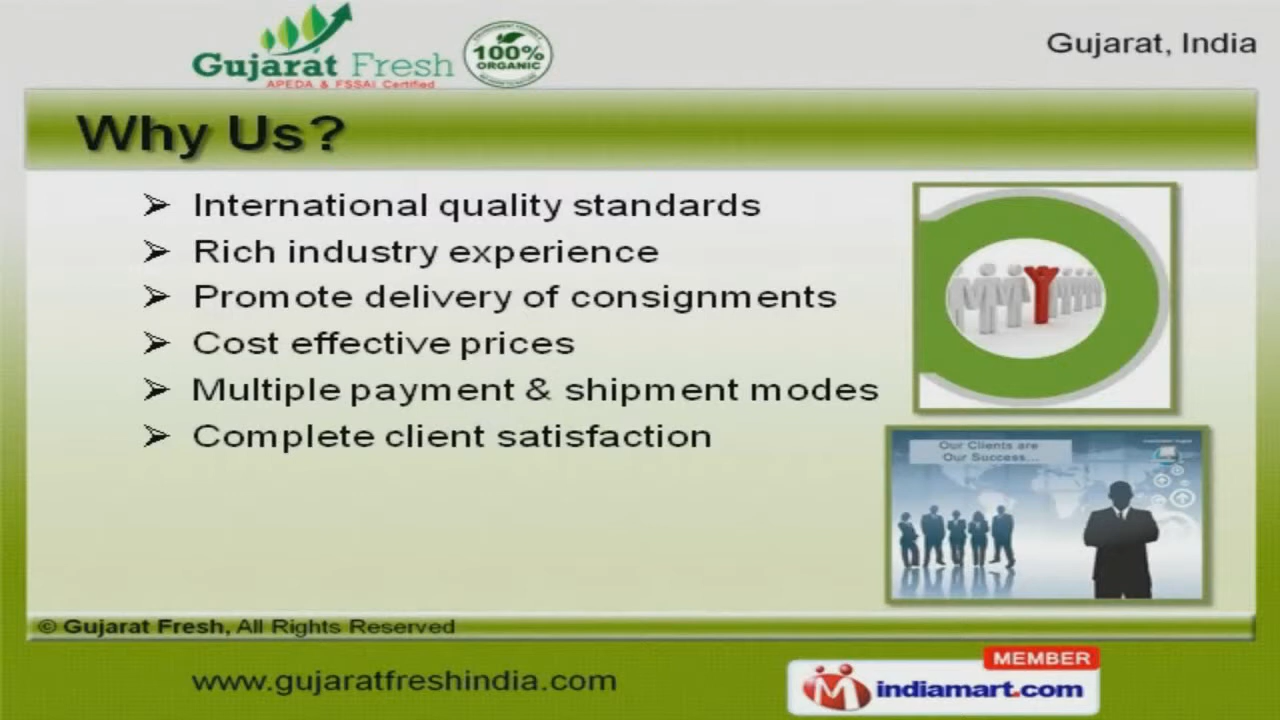 Gujarat Fresh
APEDA & FSSAI Certified
100%
ORGANIC
Gujarat, India
Why Us?
International quality standards
Rich industry experience
Promote delivery of consignments
Cost effective prices
Multiple payment & shipment modes
Complete client satisfaction
Our Clients are
Our Success...
© Gujarat Fresh, All Rights Reserved
www.gujaratfreshindia.com
MEMBER
indiamart.com